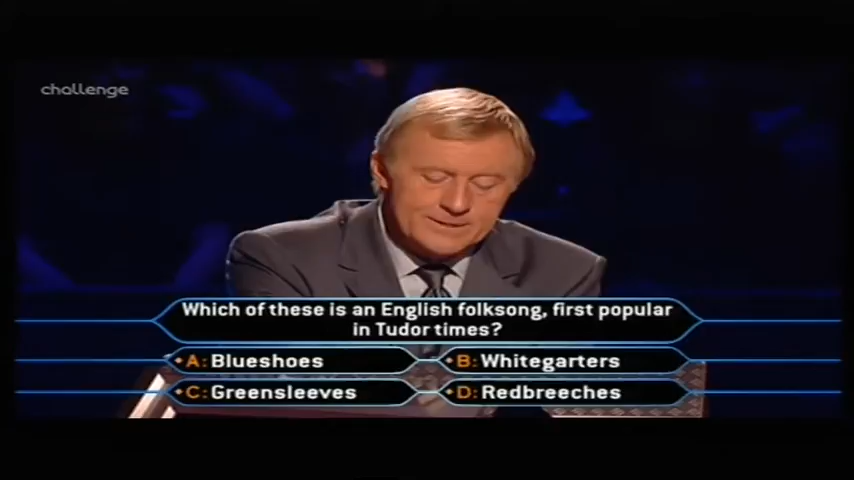 challenge
Which of these is an English folksong, first popular
in Tudor times?
A: Blueshoes
B: Whitegarters
C: Greensleeves
D: Redbreeches